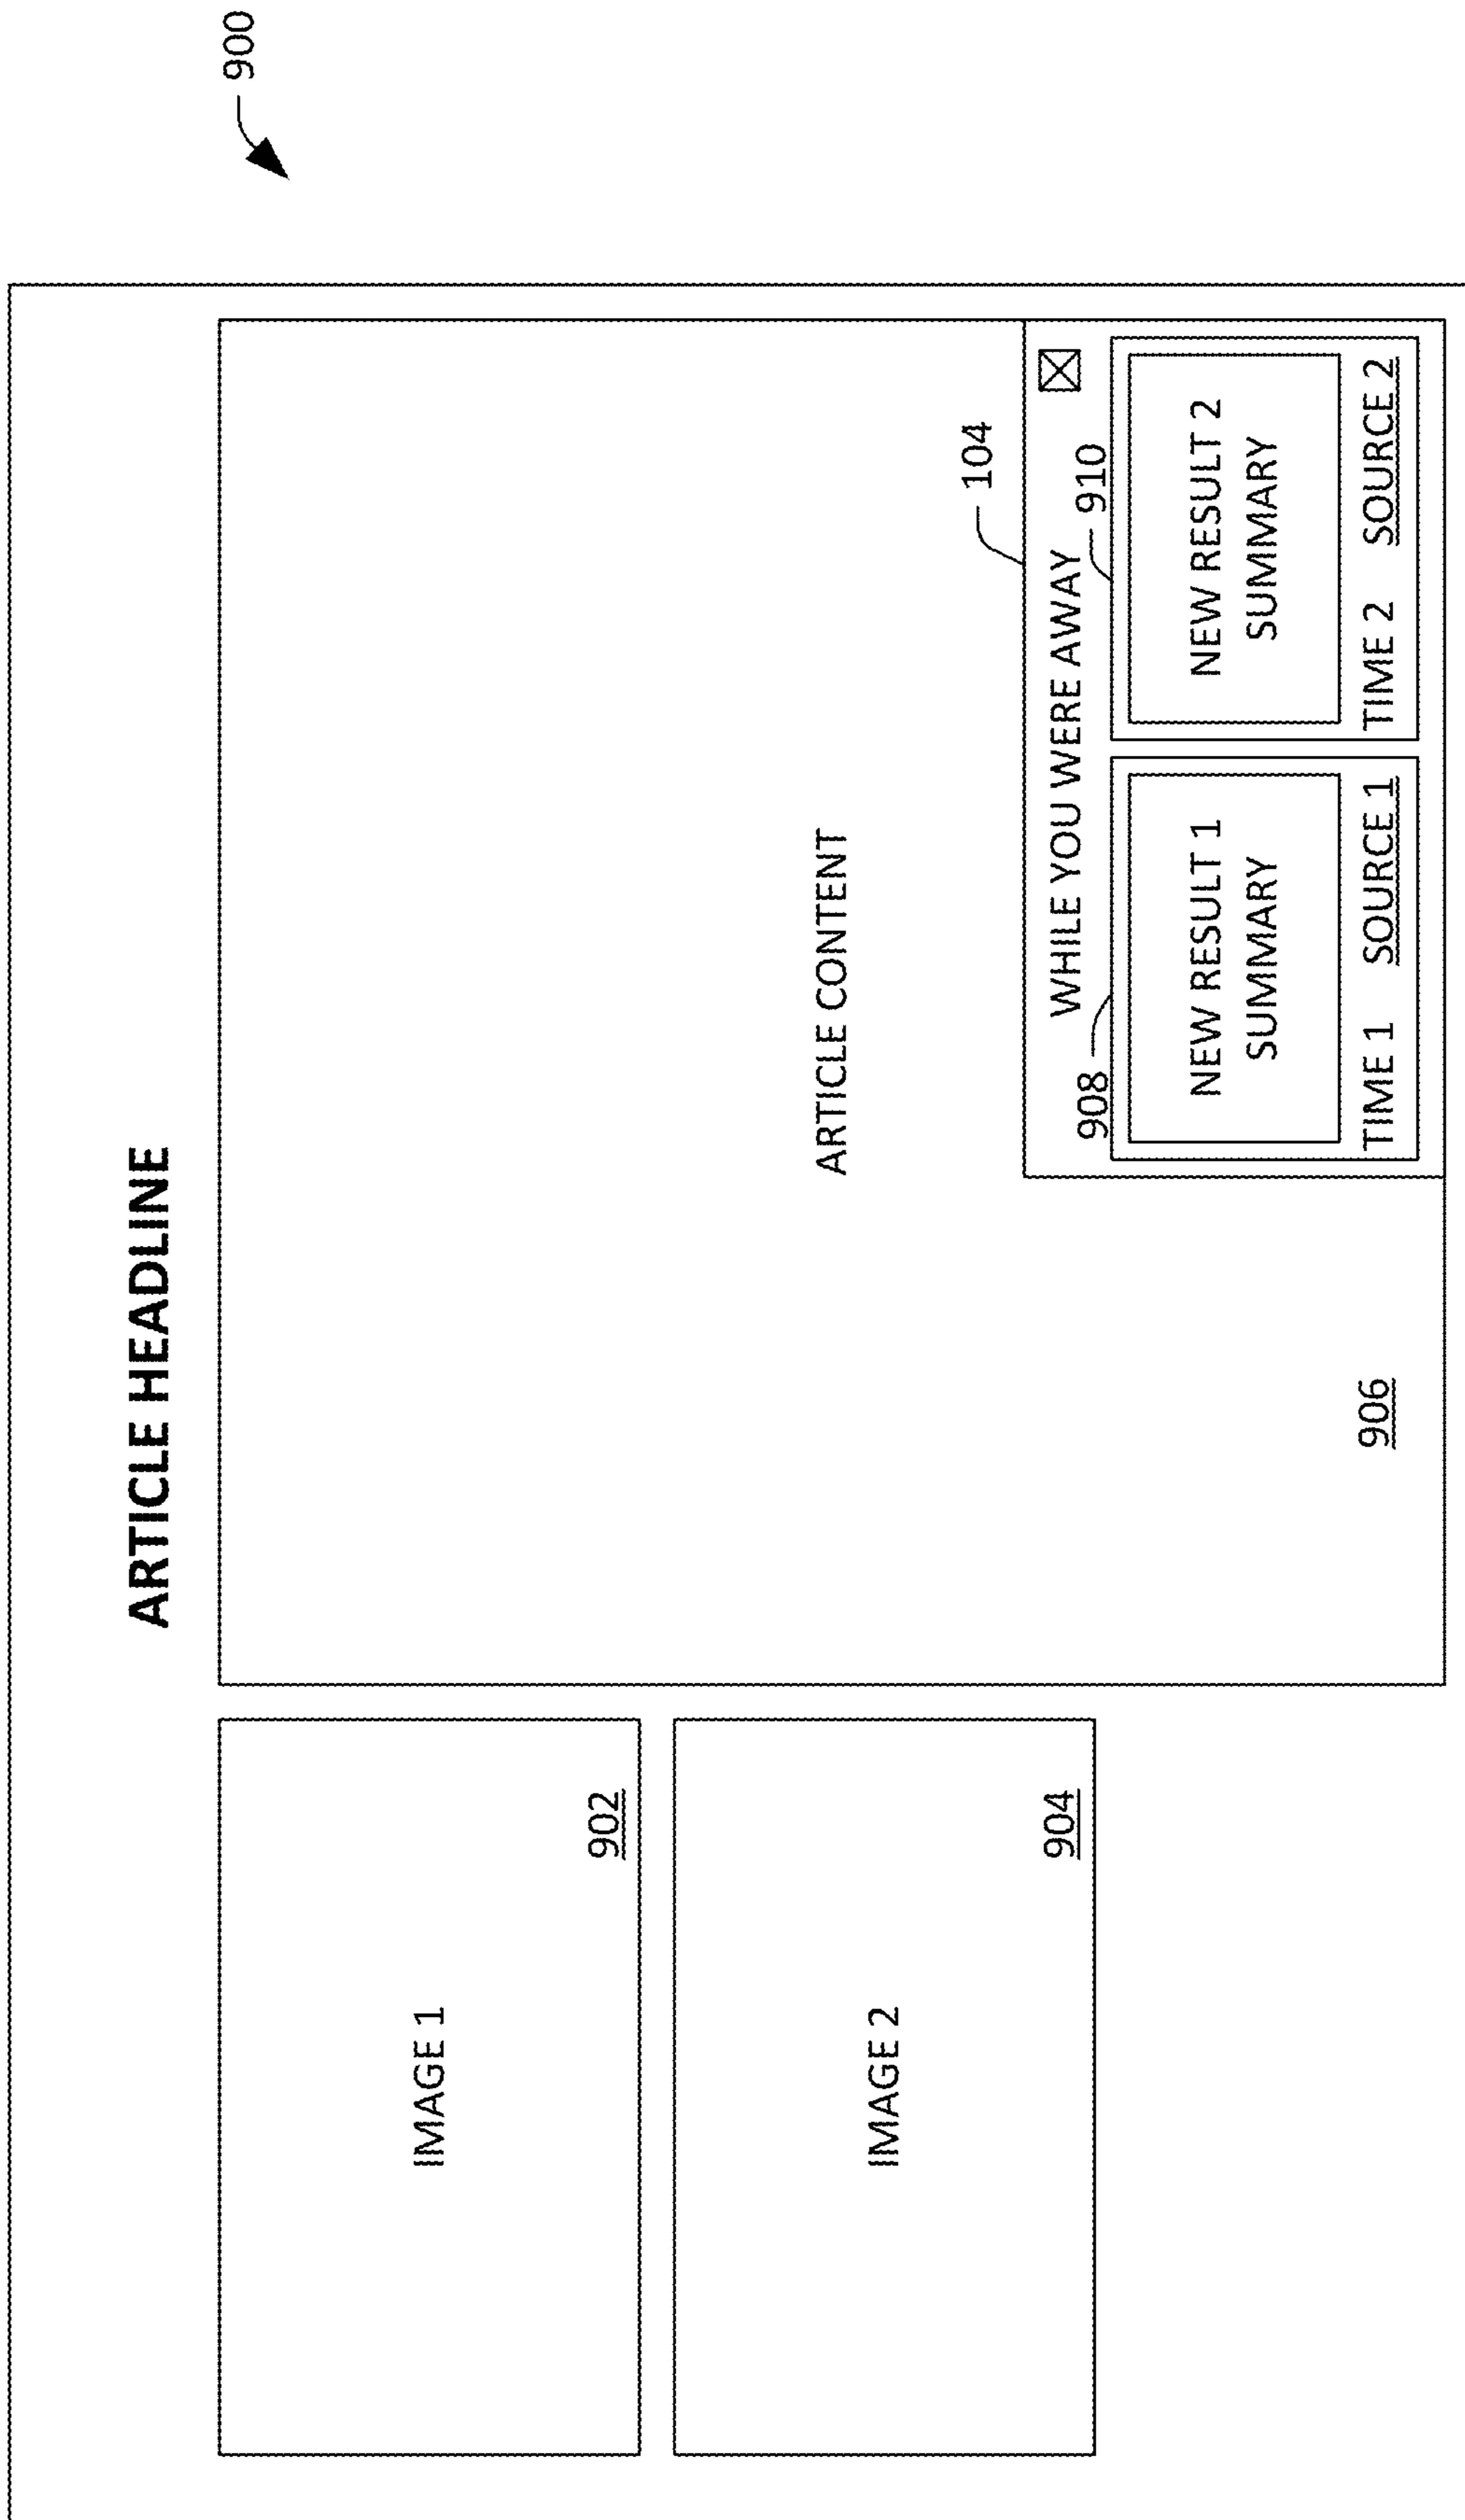 900
ARTICLE HEADLINE
IMAGE 1
902
IMAGE 2
904
ARTICLE CONTENT
906
104
WHILE YOU WERE AWAY
908
910
NEW RESULT 1
SUMMARY
TIME 1 SOURCE 1
NEW RESULT 2
SUMMARY
TIME 2 SOURCE 2